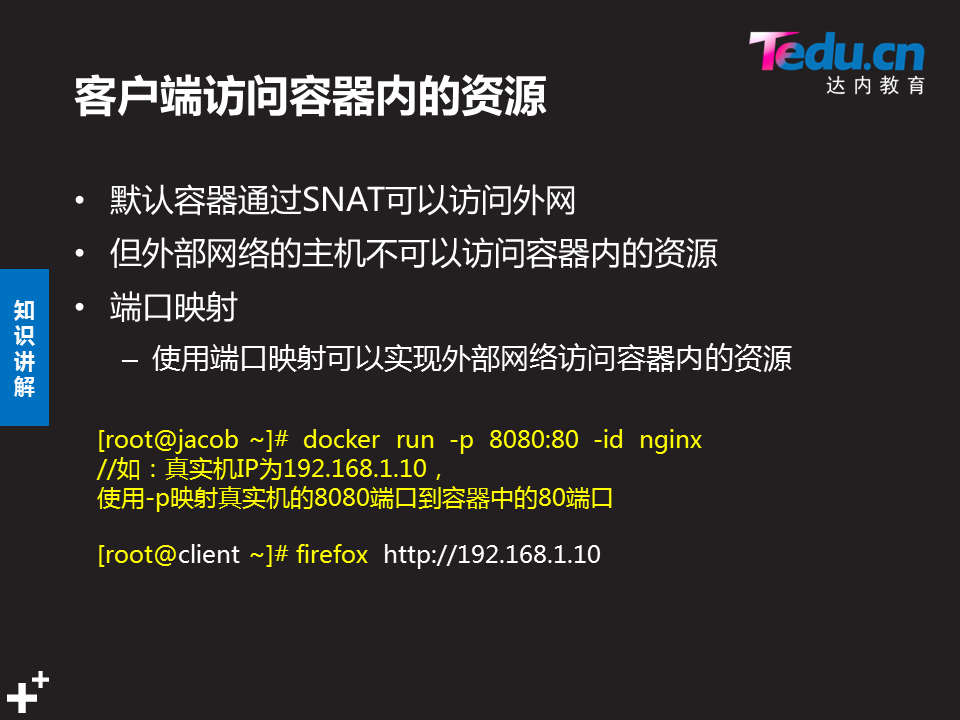 Tedu.cn
达内教育
客户端访问容器内的资源
• 默认容器通过SNAT可以访问外网
• 但外部网络的主机不可以访问容器内的资源
• 端口映射
– 使用端口映射可以实现外部网络访问容器内的资源
知识讲解
[root@jacob ~]# docker run -p 8080:80 -id nginx
//如：真实机IP为192.168.1.10，
使用-p映射真实机的8080端口到容器中的80端口
[root@client ~]# firefox http://192.168.1.10